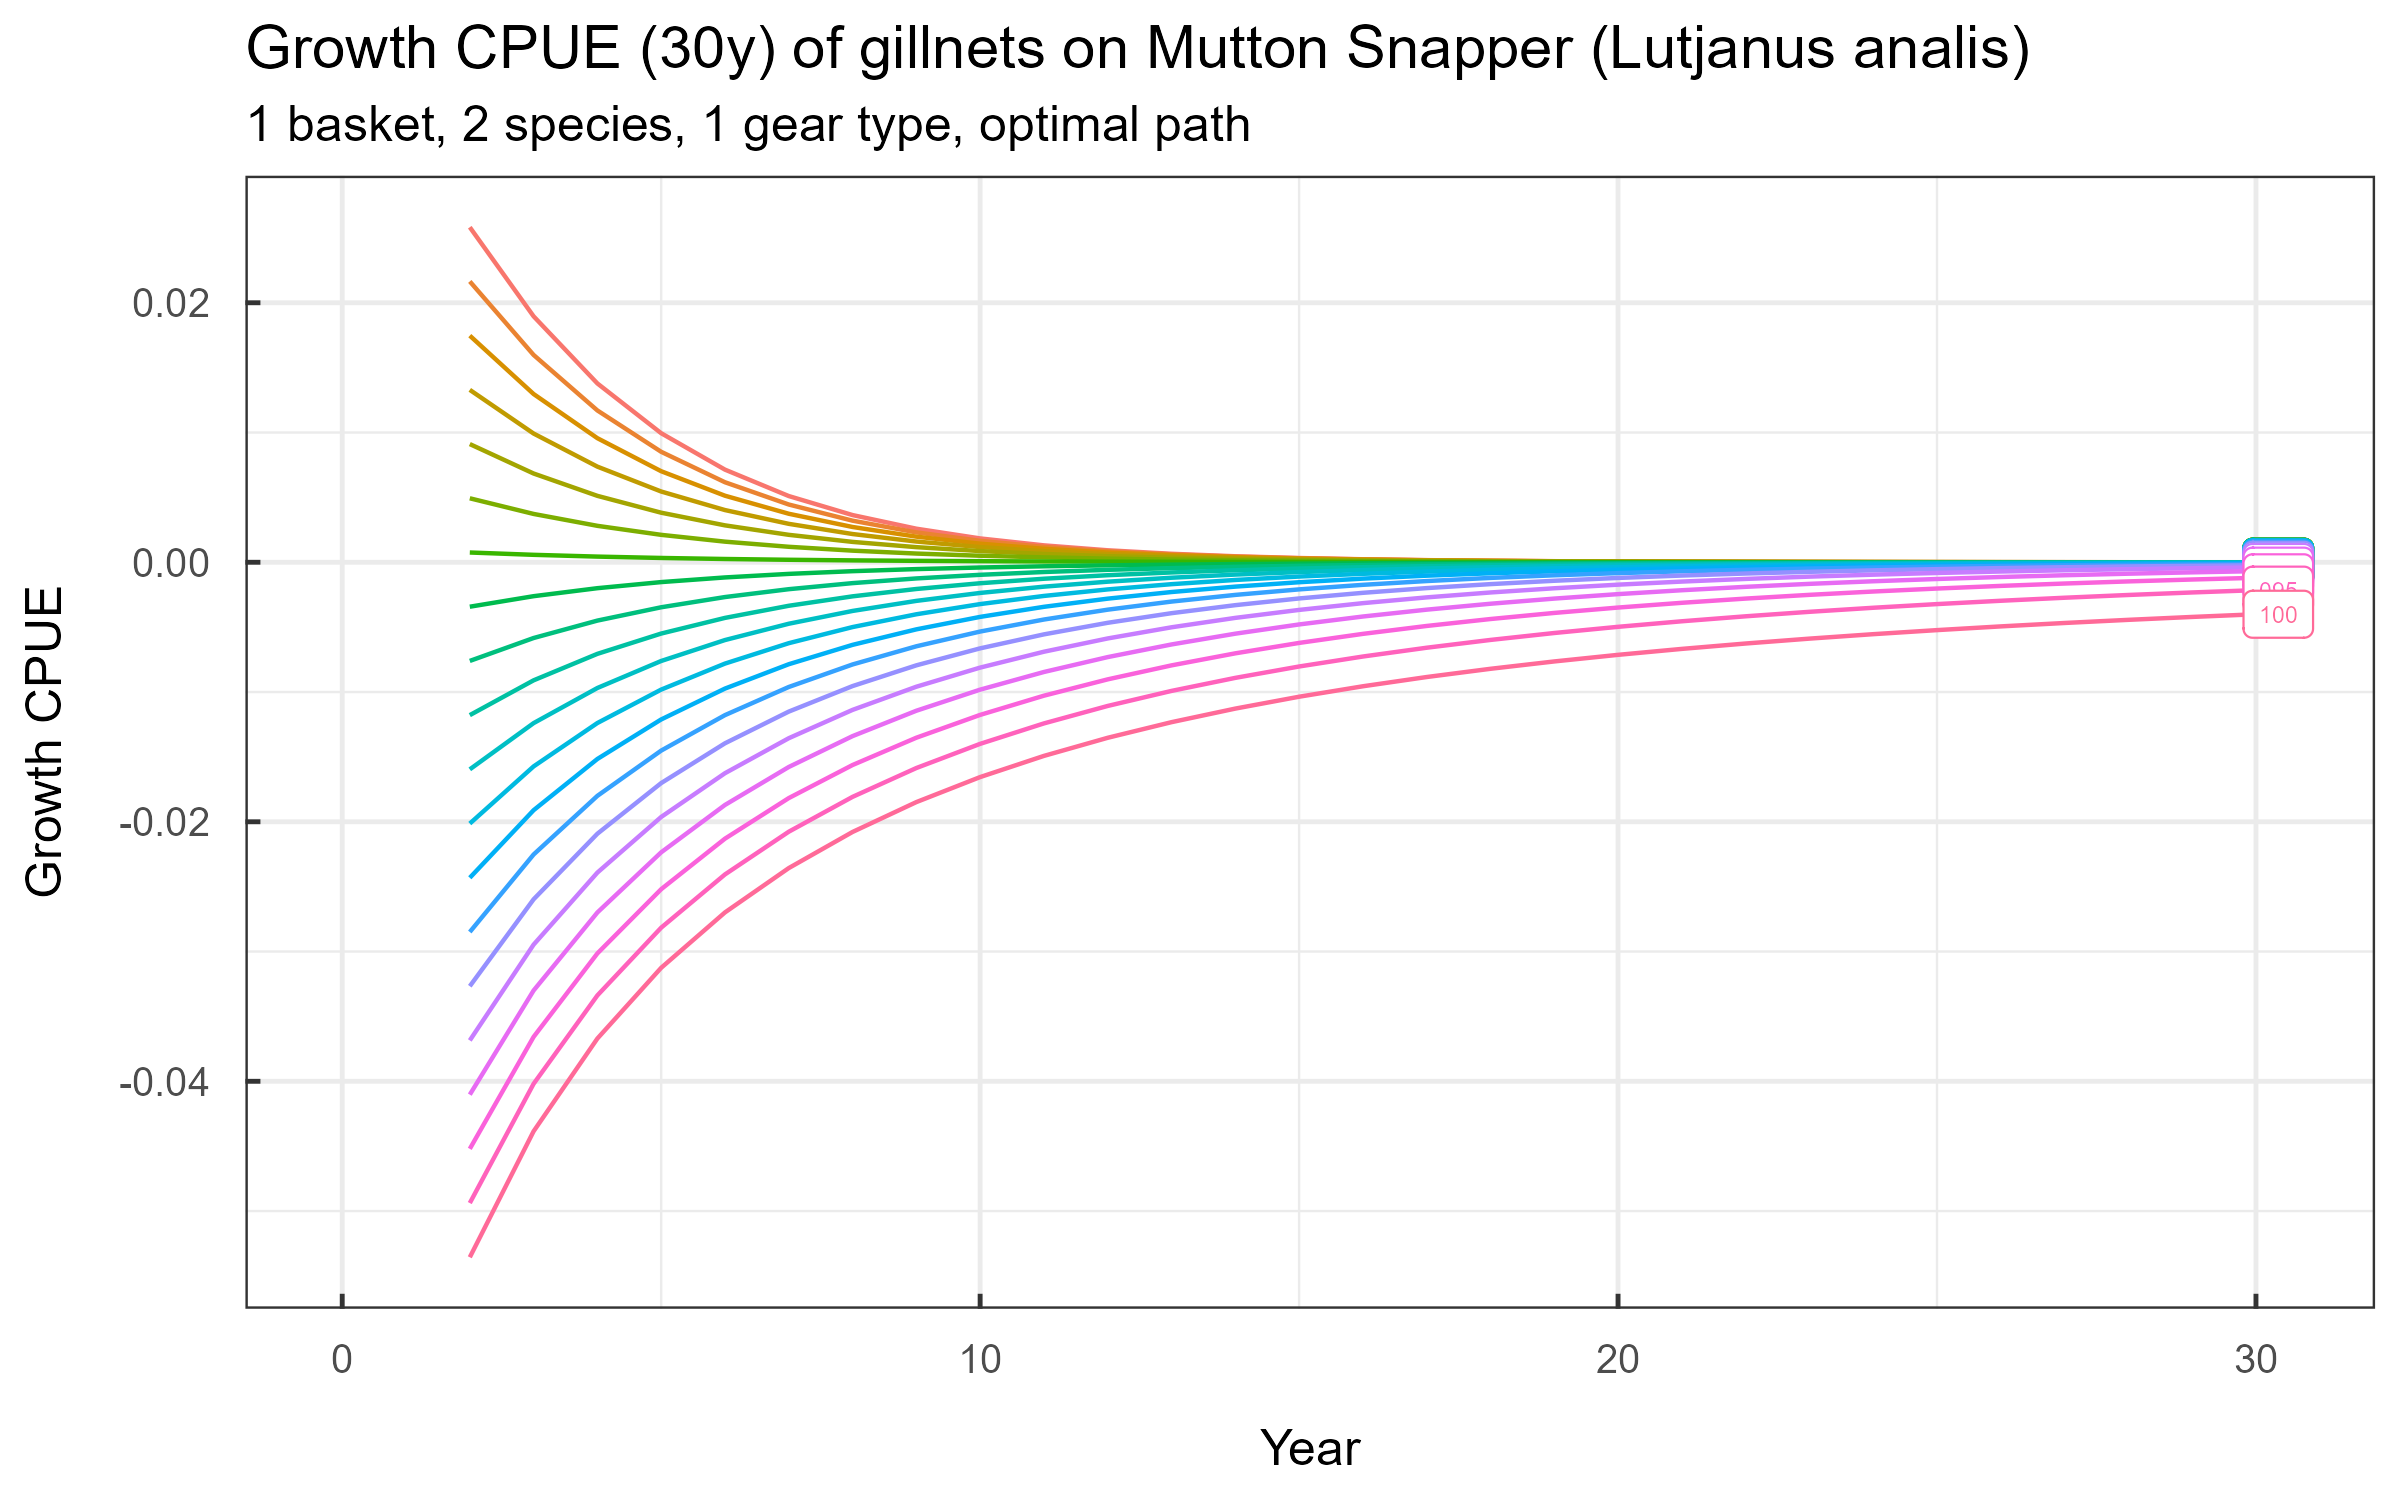 Growth CPUE (30y) of gillnets on Mutton Snapper (Lutjanus analis)
1 basket, 2 species, 1 gear type, optimal path
Growth CPUE
0.02
0.00
-0.02
-0.04
100
0
10
20
30
Year